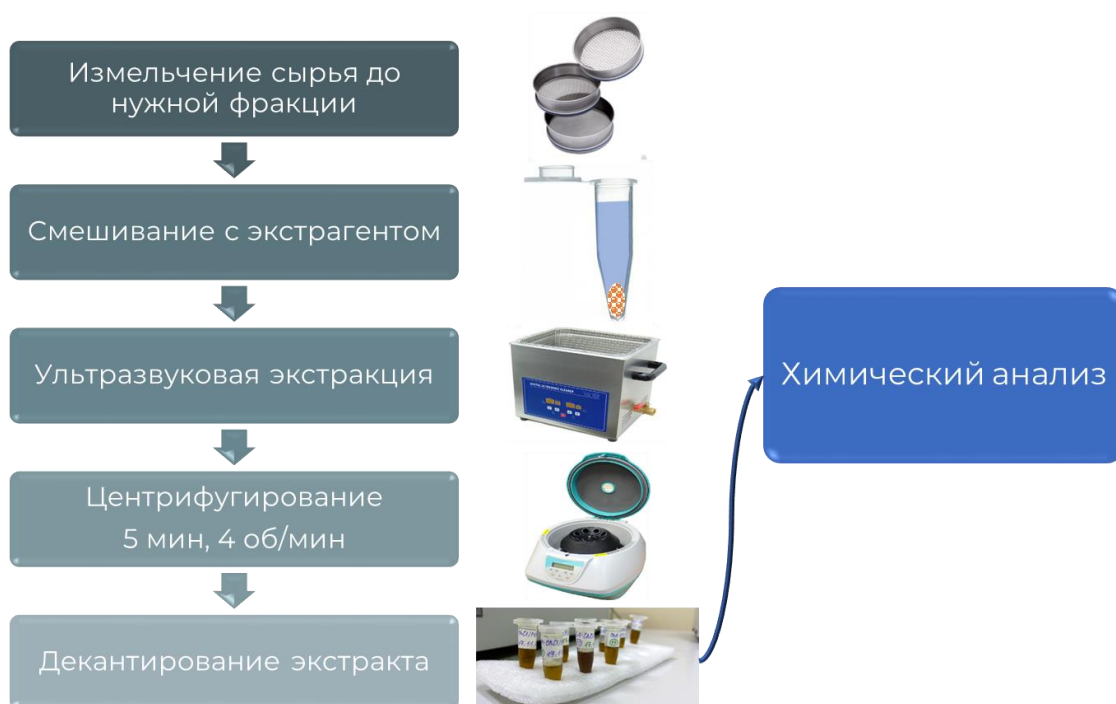 Измельчение сырья до
нужной фракции
Смешивание с экстрагентом
Ультразвуковая экстракция
Центрифугирование
5 мин, 4 об/мин
Декантирование экстракта
Химический анализ